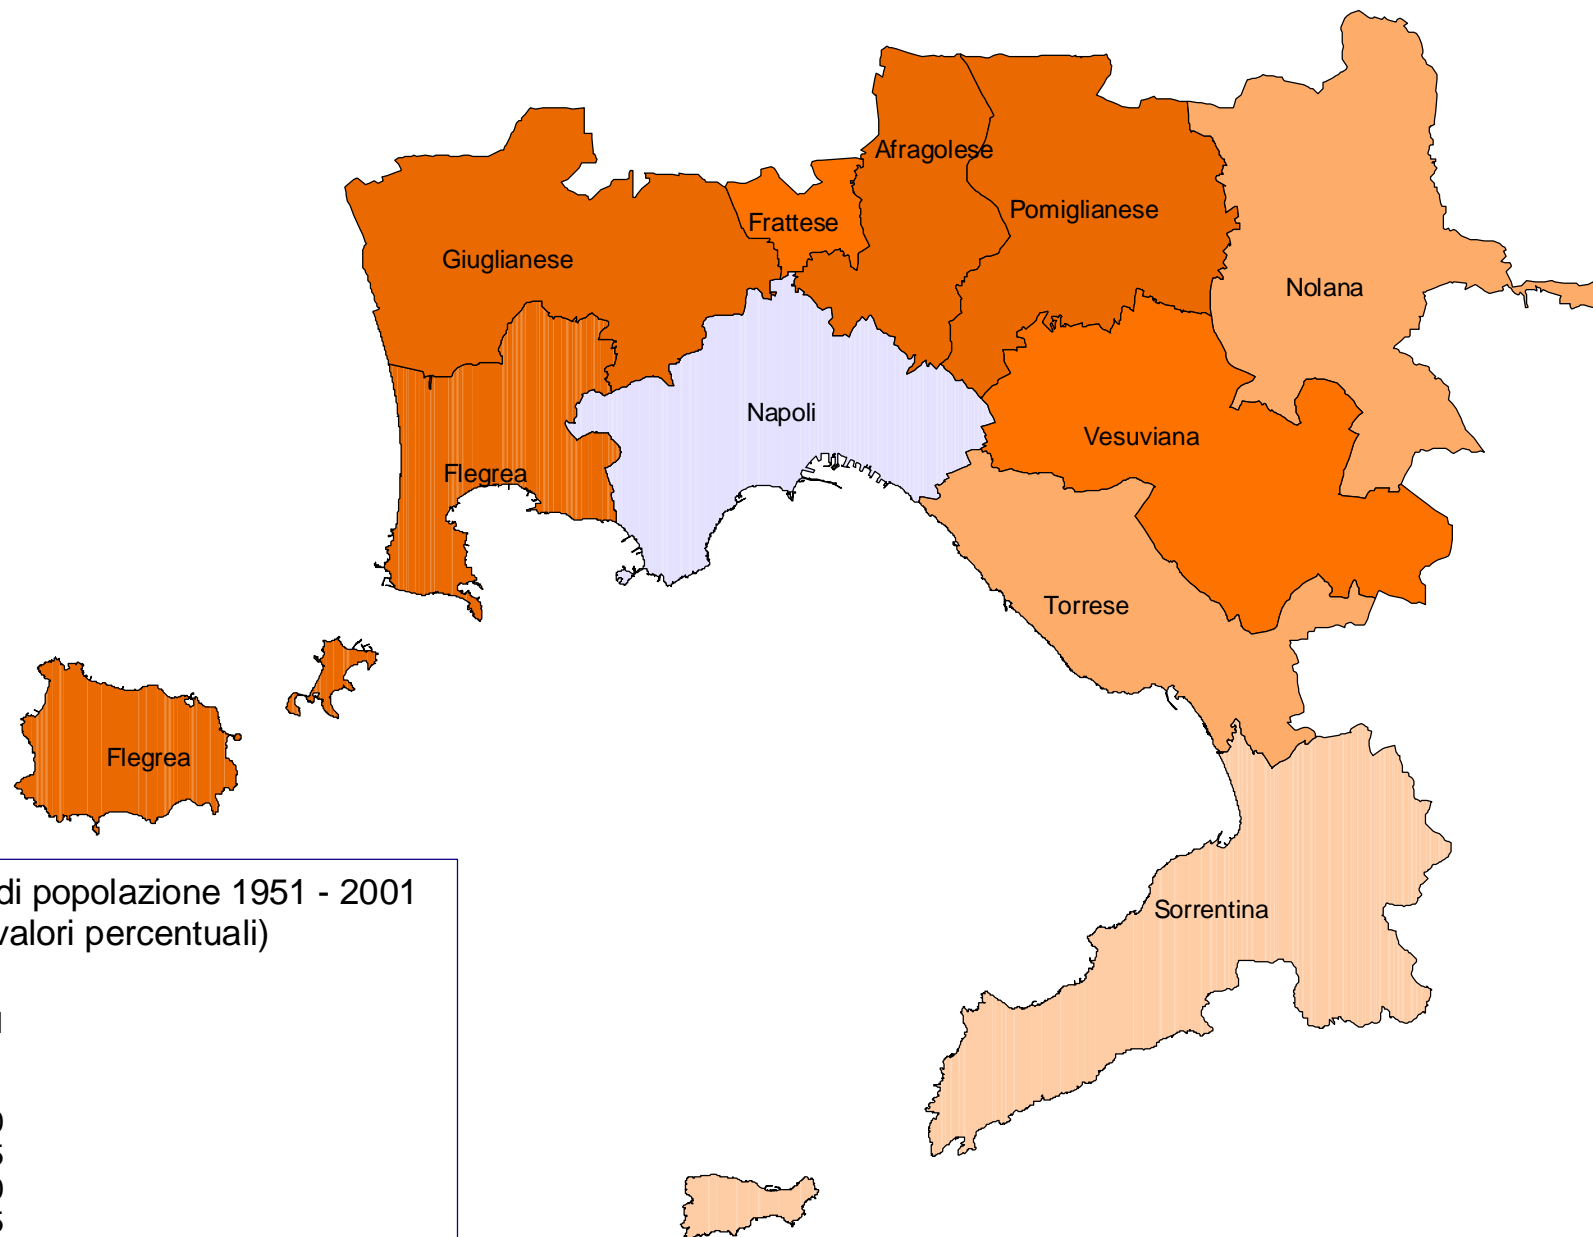 Afragolese
Pomiglianese
Frattese
Giuglianese
Nolana
Napoli
Vesuviana
Flegrea
Torrese
Flegrea
di popolazione 1951 - 2001
valori percentuali)
Sorrentina